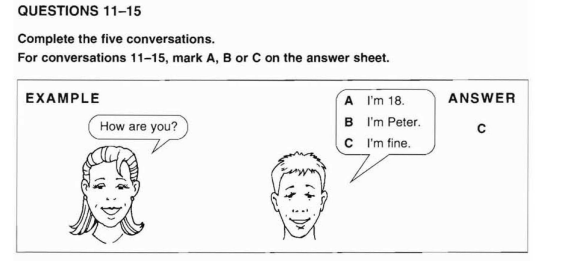 QUESTIONS 11–15
Complete the five conversations.
For conversations 11–15, mark A, B or C on the answer sheet.
EXAMPLE
How are you?
A I'm 18.
B I'm Peter.
C I'm fine.
ANSWER
C